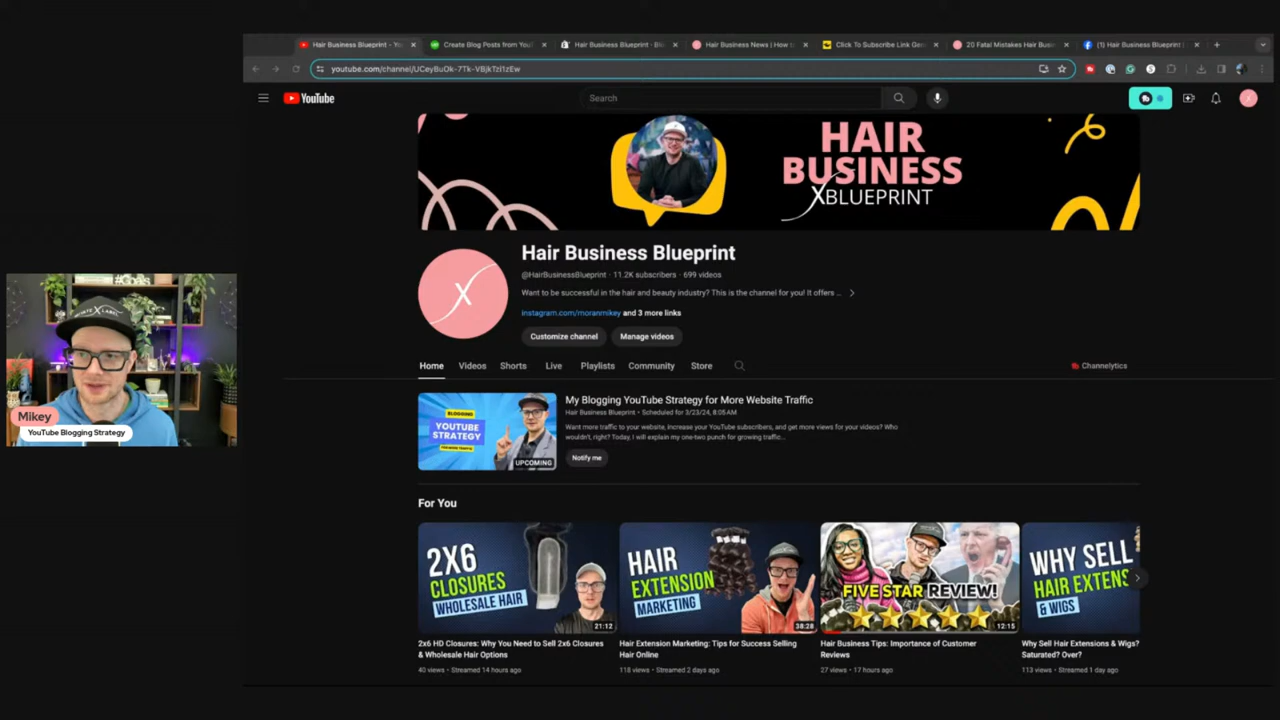 Hair Business Blueprint - Yo
Create Blog Posts from You
Hair Business Blueprint · Blo
Hair Business News | How to
Click To Subscribe Link Gen
20 Fatal Mistakes Hair Busi
(1) Hair Business Blueprint |
YouTube
Search
HAIR
BUSINESS
XBLUEPRINT
X
Hair Business Blueprint
@HairBusinessBlueprint · 11.2K subscribers · 699 videos
Want to be successful in the hair and beauty industry? This is the channel for you! It offers ...
instagram.com/moranmikey and 3 more links
Customize channel
Manage videos
Home
Videos
Shorts
Live
Playlists
Community
Store
Channelytics
BLOGGING
YOUTUBE
STRATEGY
FOR MORE TRAFFIC
UPCOMING
My Blogging YouTube Strategy for More Website Traffic
Hair Business Blueprint · Scheduled for 3/23/24, 8:05 AM
Want more traffic to your website, increase your YouTube subscribers, and get more views for your videos? Who
wouldn't, right? Today, I will explain my one-two punch for growing traffic...
Notify me
#Goals
Mikey
YouTube Blogging Strategy
For You
2X6
CLOSURES
WHOLESALE HAIR
21:12
2x6 HD Closures: Why You Need to Sell 2x6 Closures
& Wholesale Hair Options
40 views · Streamed 14 hours ago
HAIR
EXTENSION
MARKETING
38:28
Hair Extension Marketing: Tips for Success Selling
Hair Online
118 views · Streamed 2 days ago
FIVE STAR REVIEW!
12:15
Hair Business Tips: Importance of Customer
Reviews
27 views · 17 hours ago
WHY SELL
HAIR EXTENS
& WIGS
Why Sell Hair Extensions & Wigs?
Saturated? Over?
113 views · Streamed 1 day ago